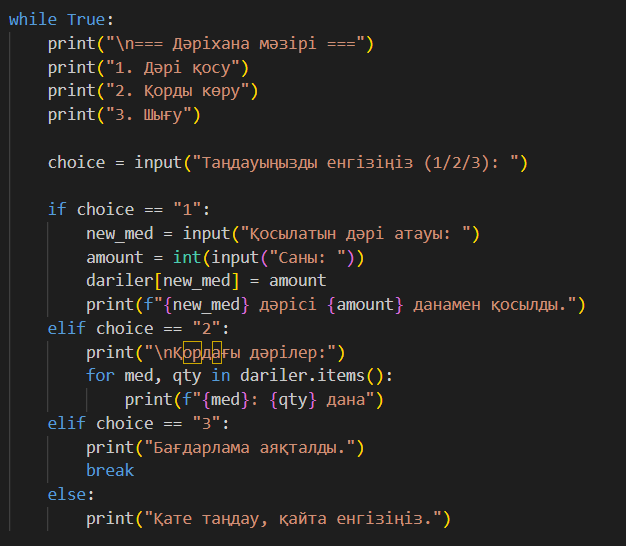 while True:
    print("\n=== Дәріхана мәзірі ===")
    print("1. Дәрі қосу")
    print("2. Қорды көру")
    print("3. Шығу")

    choice = input("Таңдауыңызды енгізіңіз (1/2/3): ")

    if choice == "1":
        new_med = input("Қосылатын дәрі атауы: ")
        amount = int(input("Саны: "))
        dariler[new_med] = amount
        print(f"{new_med} дәрісі {amount} данамен қосылды.")
    elif choice == "2":
        print("\nҚордағы дәрілер:")
        for med, qty in dariler.items():
            print(f"{med}: {qty} дана")
    elif choice == "3":
        print("Бағдарлама аяқталды.")
        break
    else:
        print("Қате таңдау, қайта енгізіңіз.")